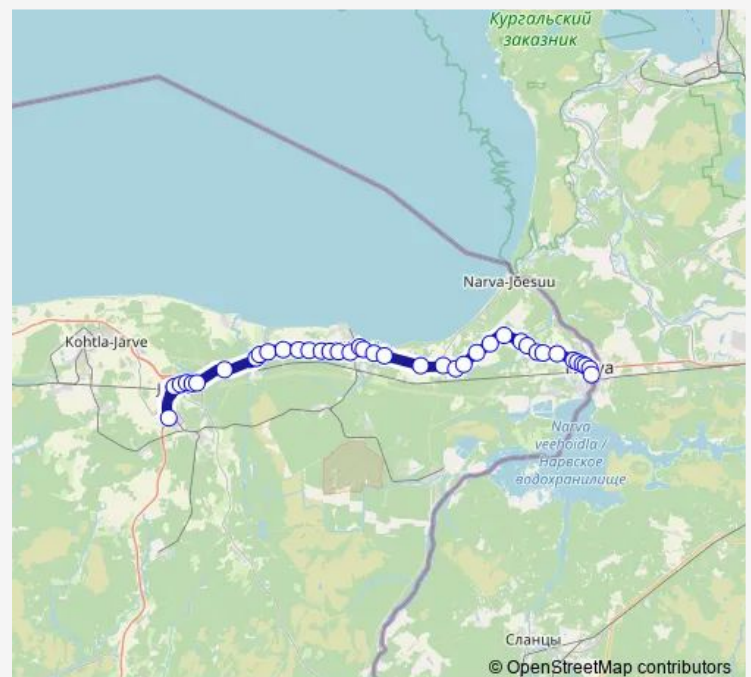 Кургальский
заказник
Narva-Jõesuu
Kohtla-Järve
Narva
veehoidla /
Нарвское
водохранилище
Сланцы
© OpenStreetMap contributors